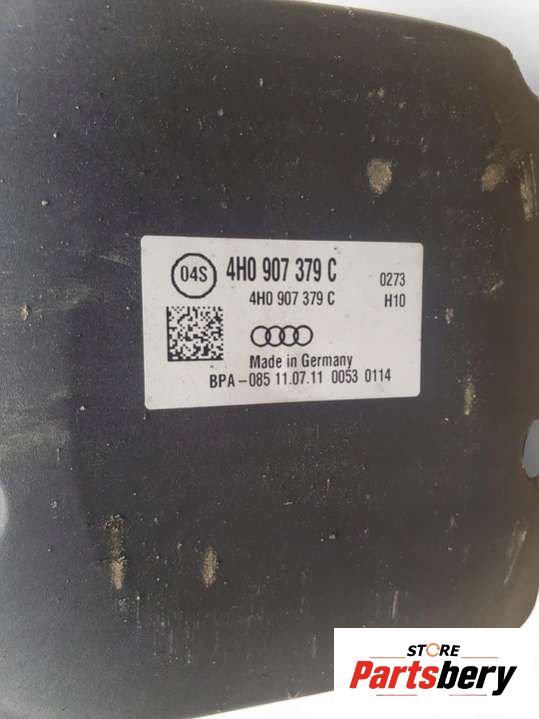 04S 4H0 907 379 C 0273
4H0 907 379 C H10
Made in Germany
BPA-085 11.07.11 0053 0114
STORE
Partsbery